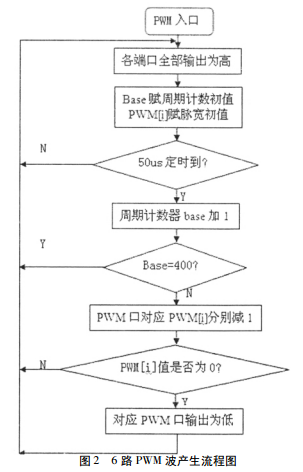 PWM 入口
各端口全部输出为高
Base 赋周期计数初值
PWM[i]赋脉宽初值
N
50us 定时到?
Y
周期计数器 base 加 1
Y
Base=400?
N
PWM 口对应 PWM[i]分别减 1
N
PWM[i]值是否为 0?
Y
对应 PWM 口输出为低
图 2 6 路 PWM 波产生流程图